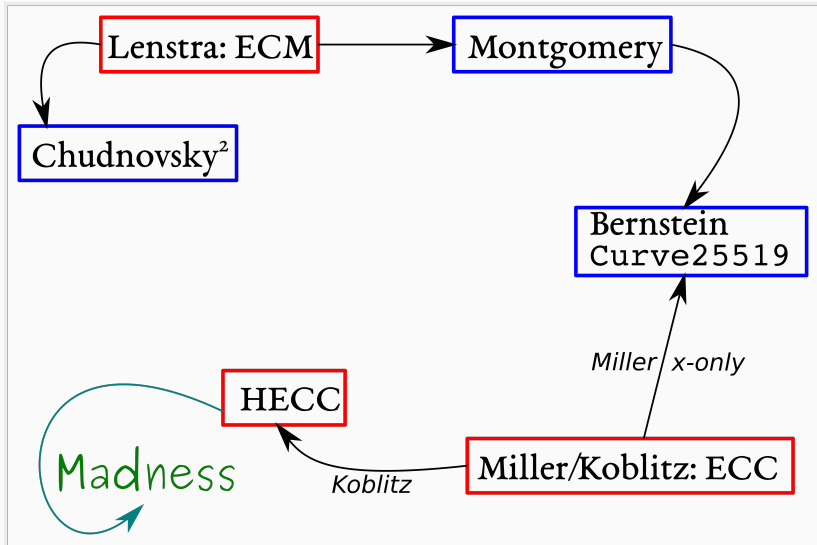 Lenstra: ECM
Montgomery
Chudnovsky²
Bernstein
Curve25519
Miller x-only
HECC
Miller/Koblitz: ECC
Koblitz
Madness